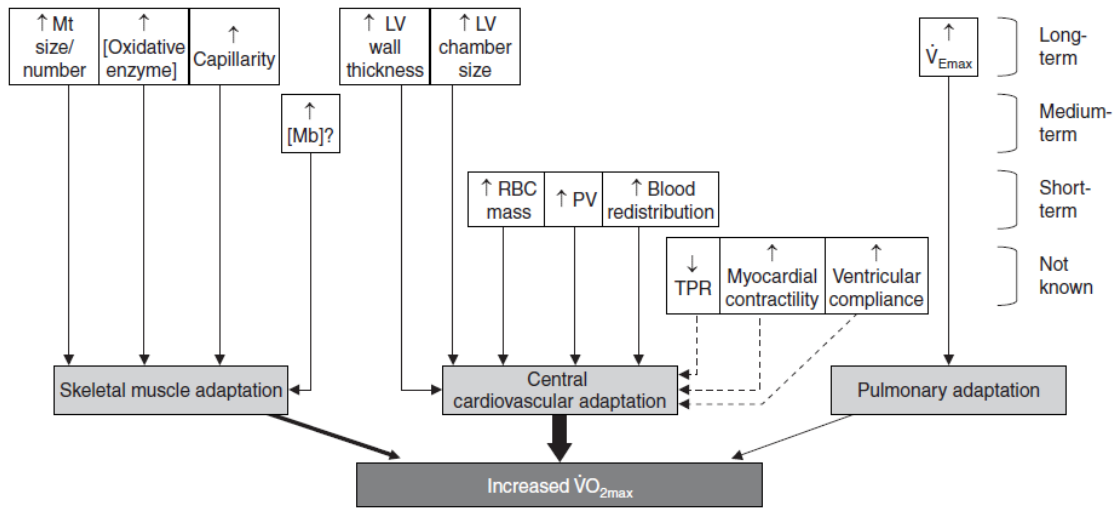 ↑ Mt
size/
number
↑
[Oxidative
enzyme]
↑
Capillarity
↑ LV
wall
thickness
↑ LV
chamber
size
↑
V̇Emax
Long-
term
↑
[Mb]?
Medium-
term
↑ RBC
mass
↑ PV
↑ Blood
redistribution
Short-
term
↓
TPR
↑
Myocardial
contractility
↑
Ventricular
compliance
Not
known
Skeletal muscle adaptation
Central
cardiovascular adaptation
Pulmonary adaptation
Increased V̇O2max